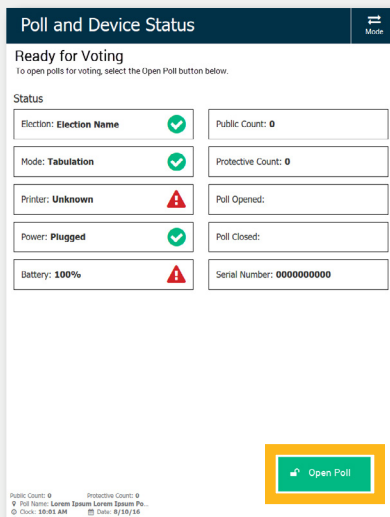 Poll and Device Status
Mode
Ready for Voting
To open polls for voting, select the Open Poll button below.
Status
Election: Election Name
Public Count: 0
Mode: Tabulation
Protective Count: 0
Printer: Unknown
Poll Opened:
Power: Plugged
Poll Closed:
Battery: 100%
Serial Number: 0000000000
Open Poll
Public Count: 0 Protective Count: 0
Poll Name: Lorem Ipsum Lorem Ipsum Po...
Clock: 10:01 AM Date: 8/10/16